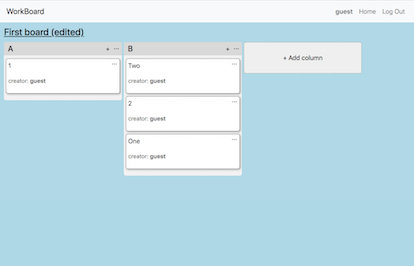 WorkBoard guest Home Log Out
First board (edited)
A + ...
B + ...
+ Add column
1 ...
creator: guest
Two ...
creator: guest
2 ...
creator: guest
One ...
creator: guest